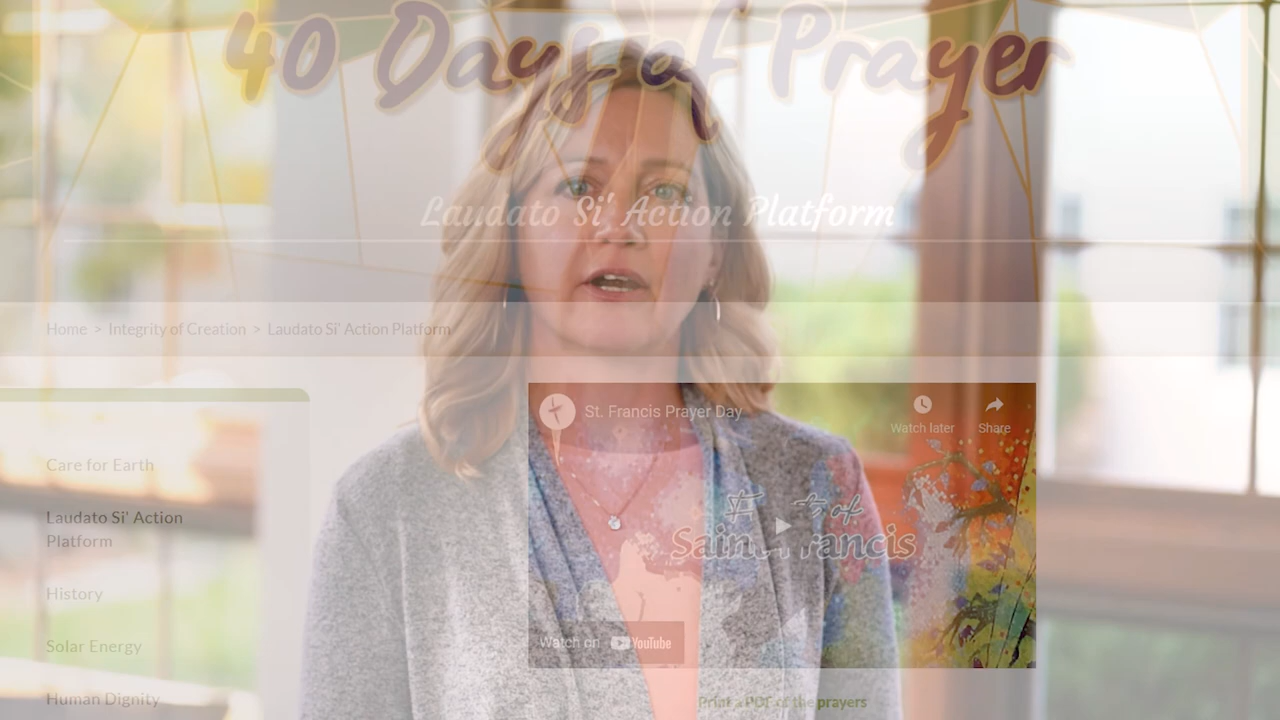 40 Days of Prayer
Laudato Si' Action Platform
Home > Integrity of Creation > Laudato Si' Action Platform
St. Francis Prayer Day
Watch later
Share
Care for Earth
Laudato Si' Action
Platform
of
Saint Francis
History
Solar Energy
Watch on YouTube
Human Dignity
Print a PDF of the prayers